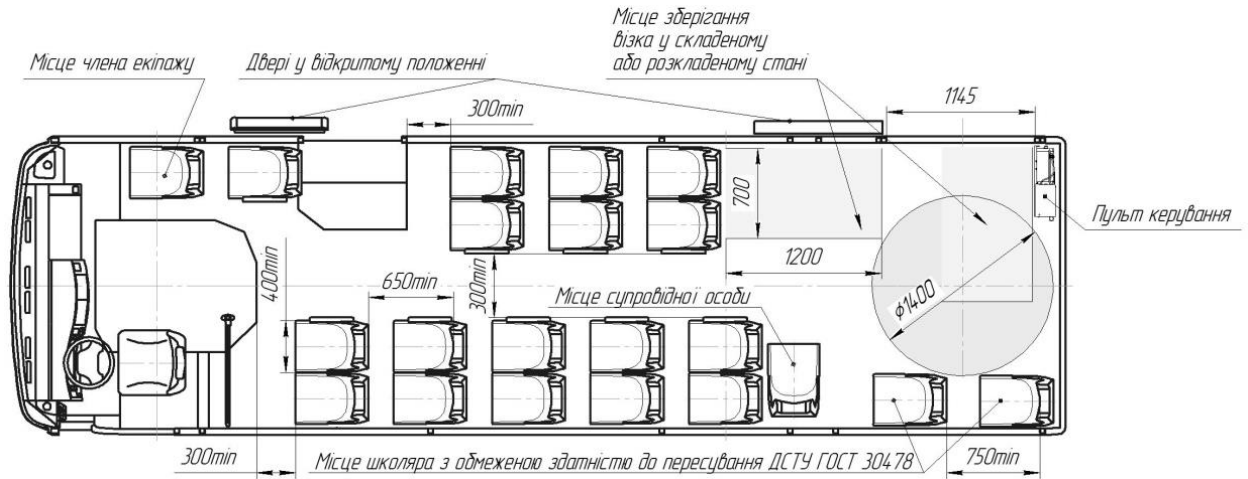 Місце зберігання
візка у складеному
або розкладеному стані
Місце члена екіпажу
Двері у відкритого положенні
300min
1145
700
Пульт керування
1200
400min
650min
300min
Місце супровідної особи
ϕ1400
300min
Місце школяра з обмеженою здатністю до пересування ДСТУ ГОСТ 30478
750min